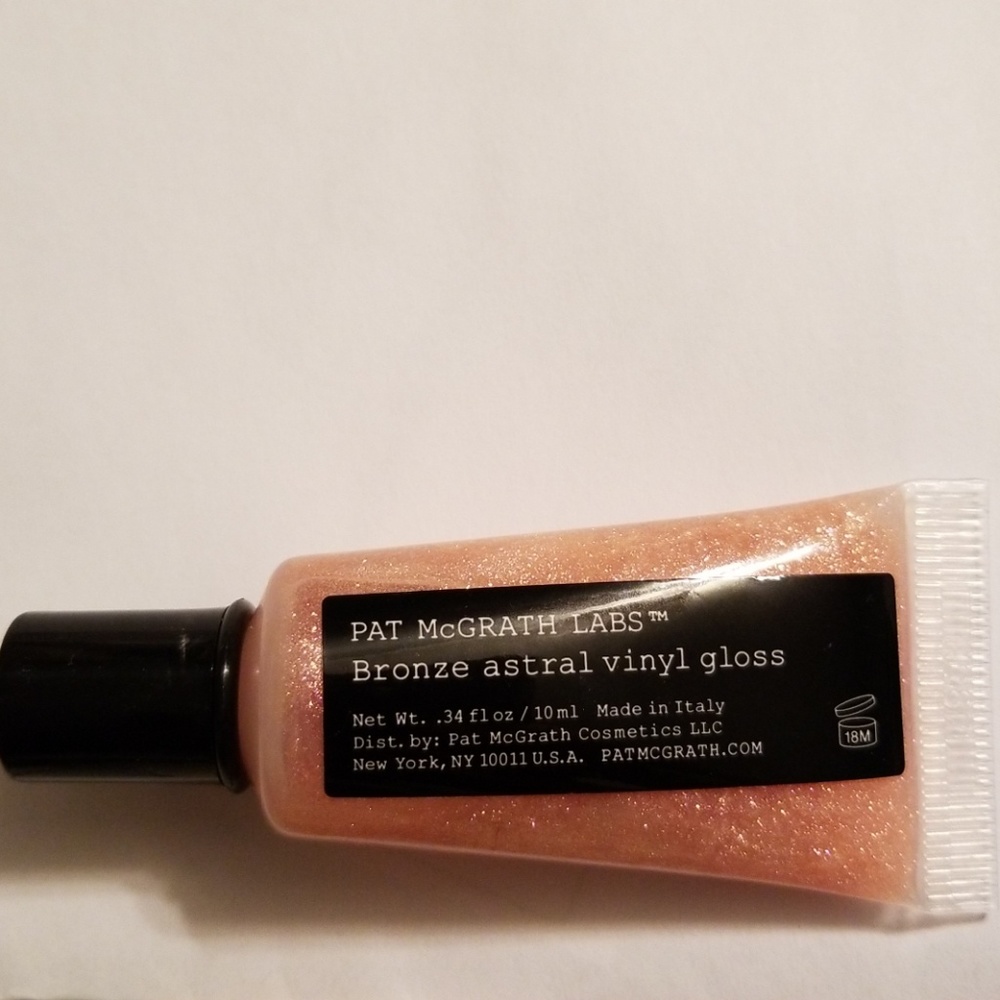 PAT McGRATH LABS™
Bronze astral vinyl gloss
Net Wt. .34 fl oz / 10 ml Made in Italy
Dist. by: Pat McGrath Cosmetics LLC
New York, NY 10011 U.S.A. PATMCGRATH.COM
18M